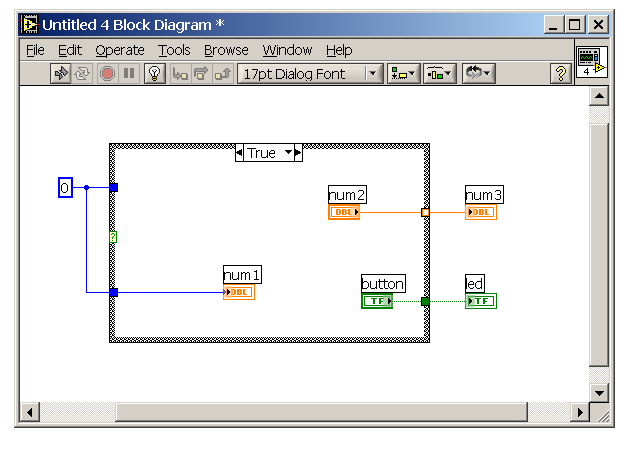 Untitled 4 Block Diagram *
File Edit Operate Tools Browse Window Help
17pt Dialog Font
?
4
True
0
num2
num3
DBL
DBL
?
num1
DBL
button
led
TF
TF